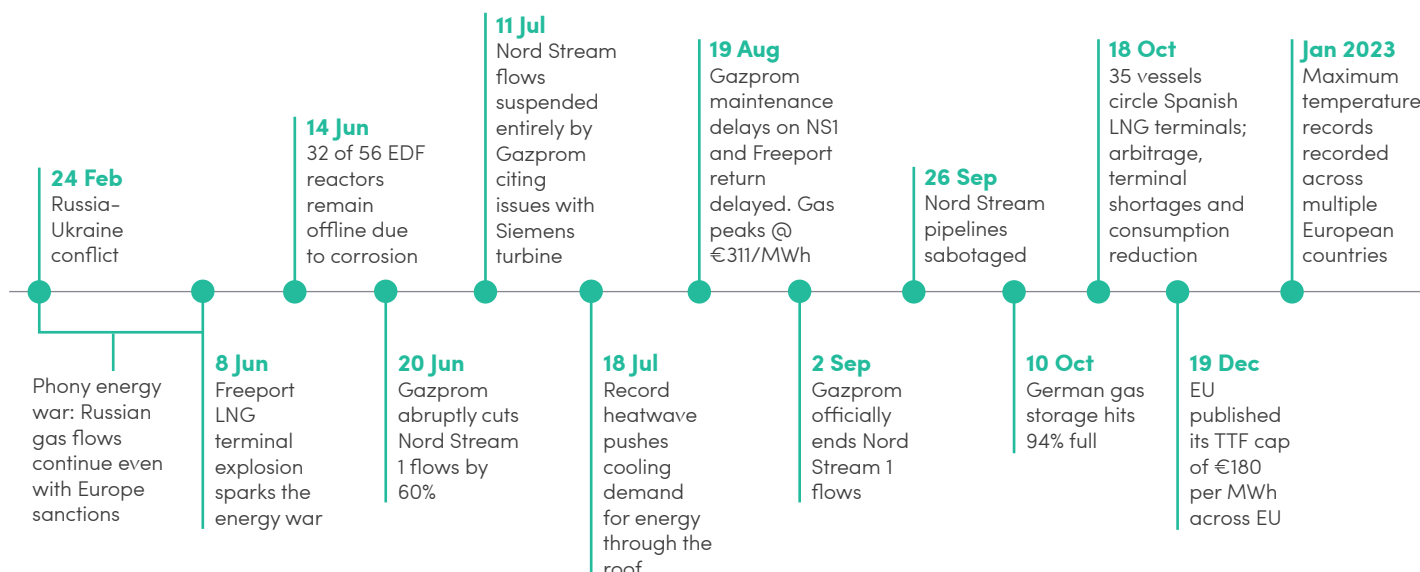 24 Feb
Russia-
Ukraine
conflict
Phony energy
war: Russian
gas flows
continue even
with Europe
sanctions
8 Jun
Freeport
LNG
terminal
explosion
sparks the
energy war
14 Jun
32 of 56 EDF
reactors
remain
offline due
to corrosion
20 Jun
Gazprom
abruptly cuts
Nord Stream
1 flows by
60%
11 Jul
Nord Stream
flows
suspended
entirely by
Gazprom
citing
issues with
Siemens
turbine
18 Jul
Record
heatwave
pushes
cooling
demand
for energy
through the
roof
19 Aug
Gazprom
maintenance
delays on NS1
and Freeport
return
delayed. Gas
peaks @
€311/MWh
2 Sep
Gazprom
officially
ends Nord
Stream 1
flows
26 Sep
Nord Stream
pipelines
sabotaged
10 Oct
German gas
storage hits
94% full
18 Oct
35 vessels
circle Spanish
LNG terminals;
arbitrage,
terminal
shortages and
consumption
reduction
19 Dec
EU
published
its TTF cap
of €180
per MWh
across EU
Jan 2023
Maximum
temperature
records
recorded
across
multiple
European
countries